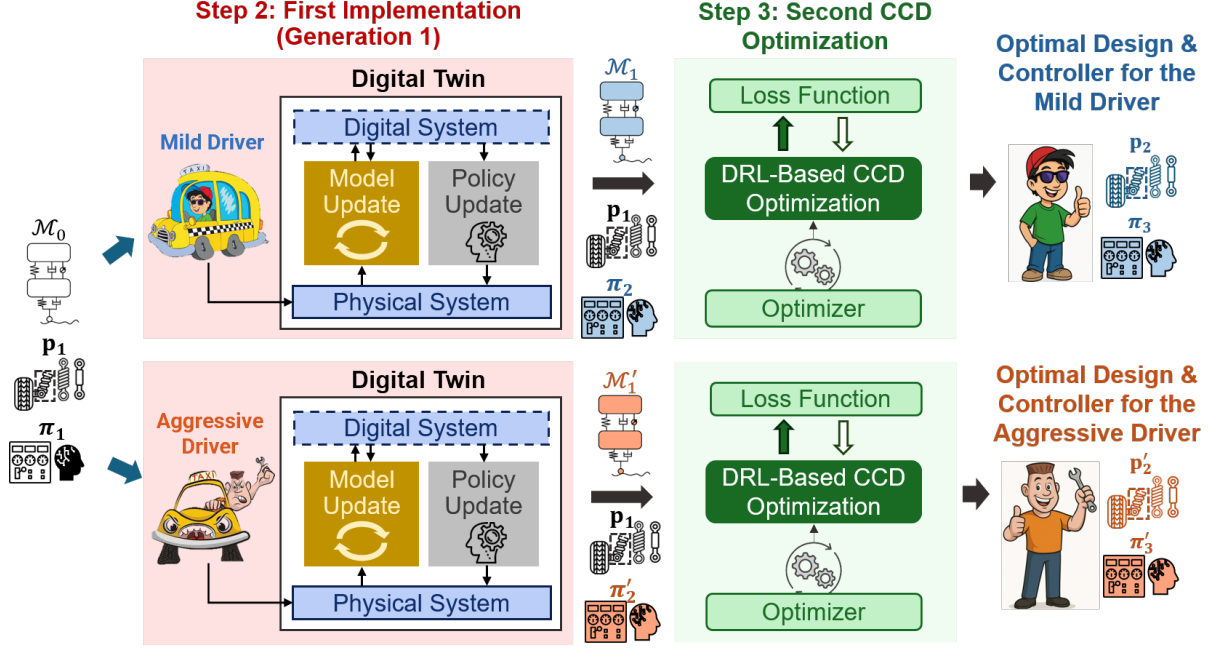 Step 2: First Implementation
(Generation 1)
Step 3: Second CCD
Optimization
Optimal Design &
Controller for the
Mild Driver
Digital Twin
Mild Driver
TAXI
Digital System
Model
Update
Policy
Update
Physical System
ℳ₀
p₁
π₁
ℳ₁
p₁
π₂
Loss Function
DRL-Based CCD
Optimization
Optimizer
p₂
π₃
Digital Twin
Aggressive
Driver
TAXI
Digital System
Model
Update
Policy
Update
Physical System
ℳ₁′
p₁
π₂′
Loss Function
DRL-Based CCD
Optimization
Optimizer
Optimal Design &
Controller for the
Aggressive Driver
p₂′
π₃′